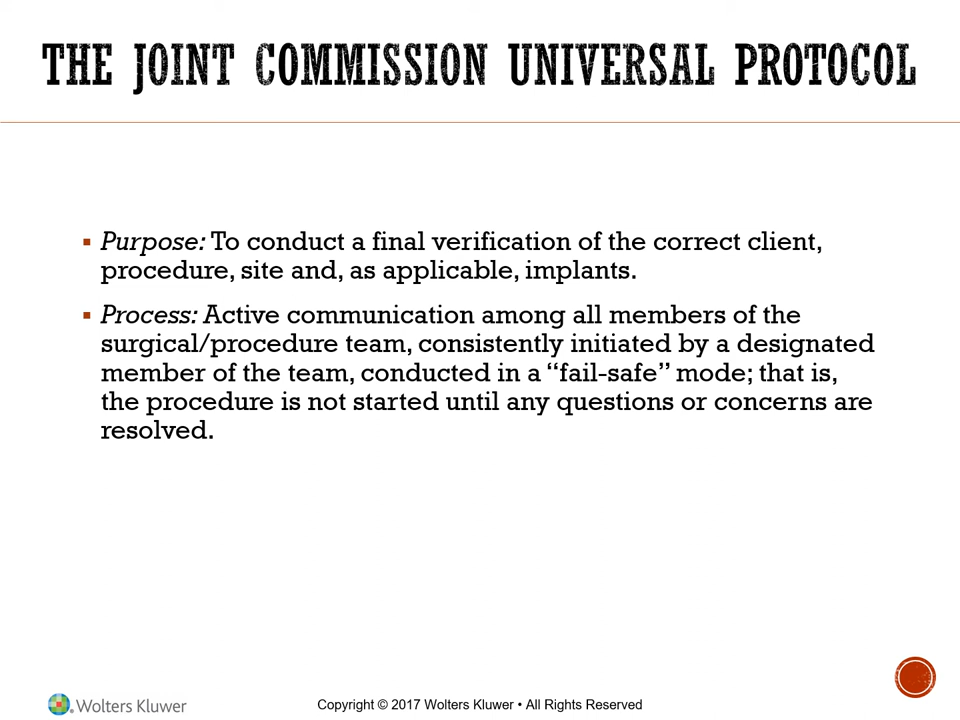 THE JOINT COMMISSION UNIVERSAL PROTOCOL
▪ Purpose: To conduct a final verification of the correct client,
procedure, site and, as applicable, implants.
▪ Process: Active communication among all members of the
surgical/procedure team, consistently initiated by a designated
member of the team, conducted in a “fail-safe” mode; that is,
the procedure is not started until any questions or concerns are
resolved.
Wolters Kluwer
Copyright © 2017 Wolters Kluwer • All Rights Reserved